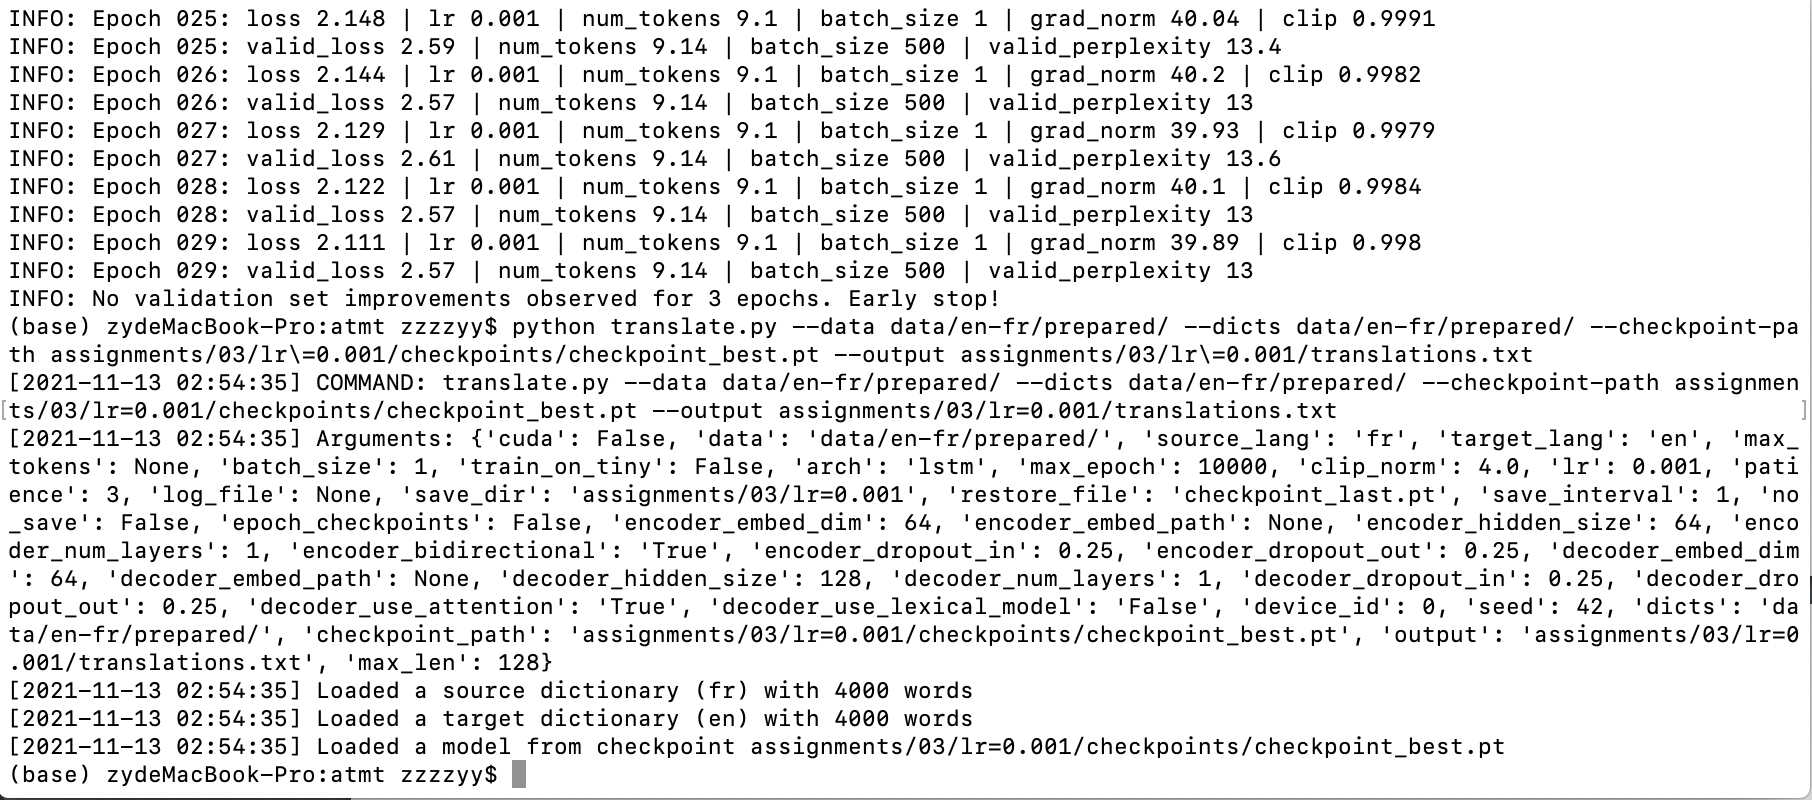 INFO: Epoch 025: loss 2.148 | lr 0.001 | num_tokens 9.1 | batch_size 1 | grad_norm 40.04 | clip 0.9991
INFO: Epoch 025: valid_loss 2.59 | num_tokens 9.14 | batch_size 500 | valid_perplexity 13.4
INFO: Epoch 026: loss 2.144 | lr 0.001 | num_tokens 9.1 | batch_size 1 | grad_norm 40.2 | clip 0.9982
INFO: Epoch 026: valid_loss 2.57 | num_tokens 9.14 | batch_size 500 | valid_perplexity 13
INFO: Epoch 027: loss 2.129 | lr 0.001 | num_tokens 9.1 | batch_size 1 | grad_norm 39.93 | clip 0.9979
INFO: Epoch 027: valid_loss 2.61 | num_tokens 9.14 | batch_size 500 | valid_perplexity 13.6
INFO: Epoch 028: loss 2.122 | lr 0.001 | num_tokens 9.1 | batch_size 1 | grad_norm 40.1 | clip 0.9984
INFO: Epoch 028: valid_loss 2.57 | num_tokens 9.14 | batch_size 500 | valid_perplexity 13
INFO: Epoch 029: loss 2.111 | lr 0.001 | num_tokens 9.1 | batch_size 1 | grad_norm 39.89 | clip 0.998
INFO: Epoch 029: valid_loss 2.57 | num_tokens 9.14 | batch_size 500 | valid_perplexity 13
INFO: No validation set improvements observed for 3 epochs. Early stop!
(base) zydeMacBook-Pro:atmt zzzzyy$ python translate.py --data data/en-fr/prepared/ --dicts data/en-fr/prepared/ --checkpoint-pa
th assignments/03/lr\=0.001/checkpoints/checkpoint_best.pt --output assignments/03/lr\=0.001/translations.txt
[2021-11-13 02:54:35] COMMAND: translate.py --data data/en-fr/prepared/ --dicts data/en-fr/prepared/ --checkpoint-path assignmen
[ts/03/lr=0.001/checkpoints/checkpoint_best.pt --output assignments/03/lr=0.001/translations.txt ]
[2021-11-13 02:54:35] Arguments: {'cuda': False, 'data': 'data/en-fr/prepared/', 'source_lang': 'fr', 'target_lang': 'en', 'max_
tokens': None, 'batch_size': 1, 'train_on_tiny': False, 'arch': 'lstm', 'max_epoch': 10000, 'clip_norm': 4.0, 'lr': 0.001, 'pati
ence': 3, 'log_file': None, 'save_dir': 'assignments/03/lr=0.001', 'restore_file': 'checkpoint_last.pt', 'save_interval': 1, 'no
_save': False, 'epoch_checkpoints': False, 'encoder_embed_dim': 64, 'encoder_embed_path': None, 'encoder_hidden_size': 64, 'enco
der_num_layers': 1, 'encoder_bidirectional': 'True', 'encoder_dropout_in': 0.25, 'encoder_dropout_out': 0.25, 'decoder_embed_dim
': 64, 'decoder_embed_path': None, 'decoder_hidden_size': 128, 'decoder_num_layers': 1, 'decoder_dropout_in': 0.25, 'decoder_dro
pout_out': 0.25, 'decoder_use_attention': 'True', 'decoder_use_lexical_model': 'False', 'device_id': 0, 'seed': 42, 'dicts': 'da
ta/en-fr/prepared/', 'checkpoint_path': 'assignments/03/lr=0.001/checkpoints/checkpoint_best.pt', 'output': 'assignments/03/lr=0
.001/translations.txt', 'max_len': 128}
[2021-11-13 02:54:35] Loaded a source dictionary (fr) with 4000 words
[2021-11-13 02:54:35] Loaded a target dictionary (en) with 4000 words
[2021-11-13 02:54:35] Loaded a model from checkpoint assignments/03/lr=0.001/checkpoints/checkpoint_best.pt
(base) zydeMacBook-Pro:atmt zzzzyy$